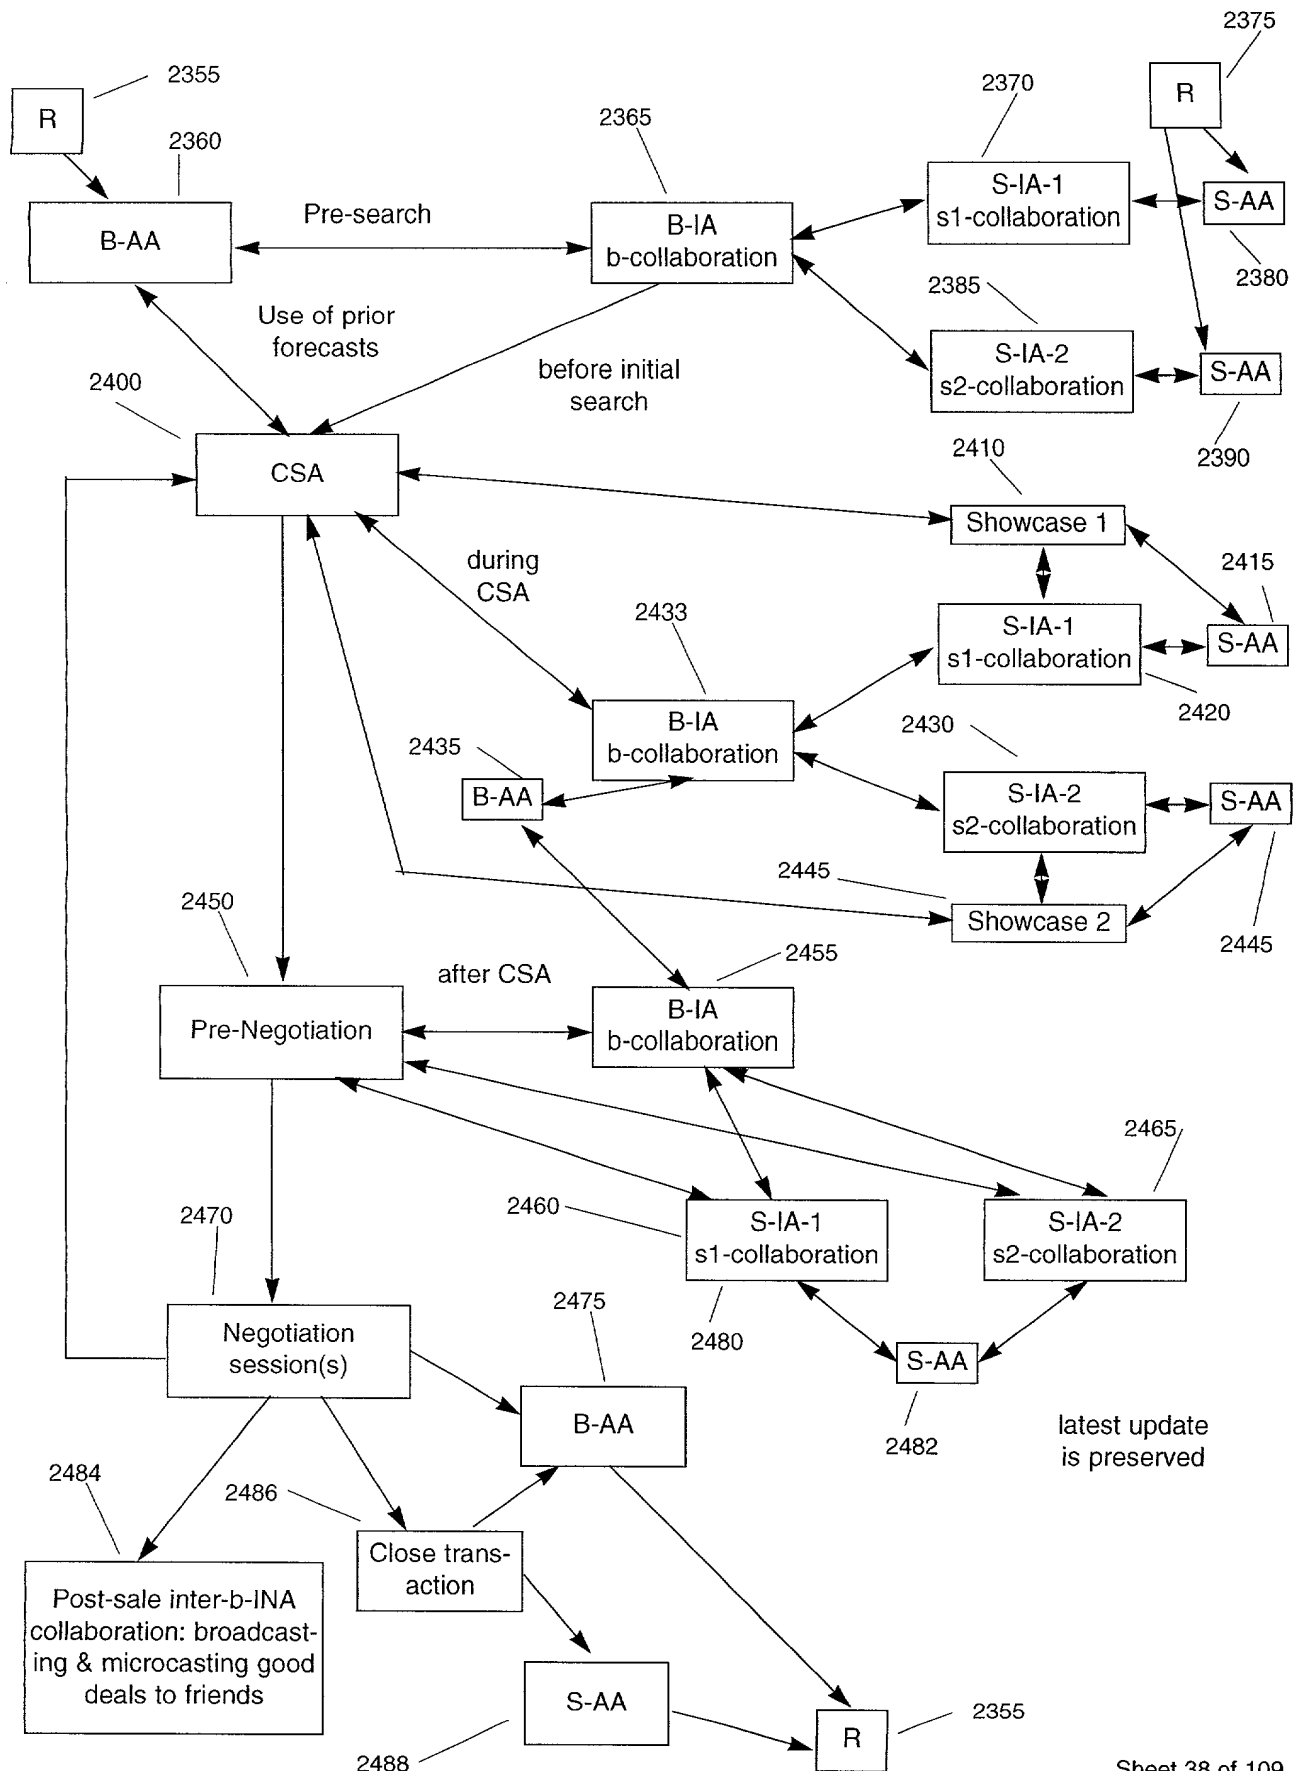 2375
R
2355
2360
2365
2370
R
S-IA-1
s1-collaboration
S-AA
2380
B-AA
Pre-search
B-IA
b-collaboration
2385
Use of prior
forecasts
S-IA-2
s2-collaboration
S-AA
2390
before initial
search
2400
CSA
2410
Showcase 1
during
CSA
2415
2433
S-IA-1
s1-collaboration
S-AA
2420
B-IA
b-collaboration
2430
2435
B-AA
S-IA-2
s2-collaboration
S-AA
2445
Showcase 2
2445
2450
after CSA
2455
Pre-Negotiation
B-IA
b-collaboration
2465
2460
S-IA-1
s1-collaboration
S-IA-2
s2-collaboration
2470
2480
S-AA
2482
Negotiation
session(s)
2475
B-AA
latest update
is preserved
2484
2486
Close trans-
action
Post-sale inter-b-INA
collaboration: broadcast-
ing & microcasting good
deals to friends
S-AA
2488
R
2355
Sheet 38 of 109